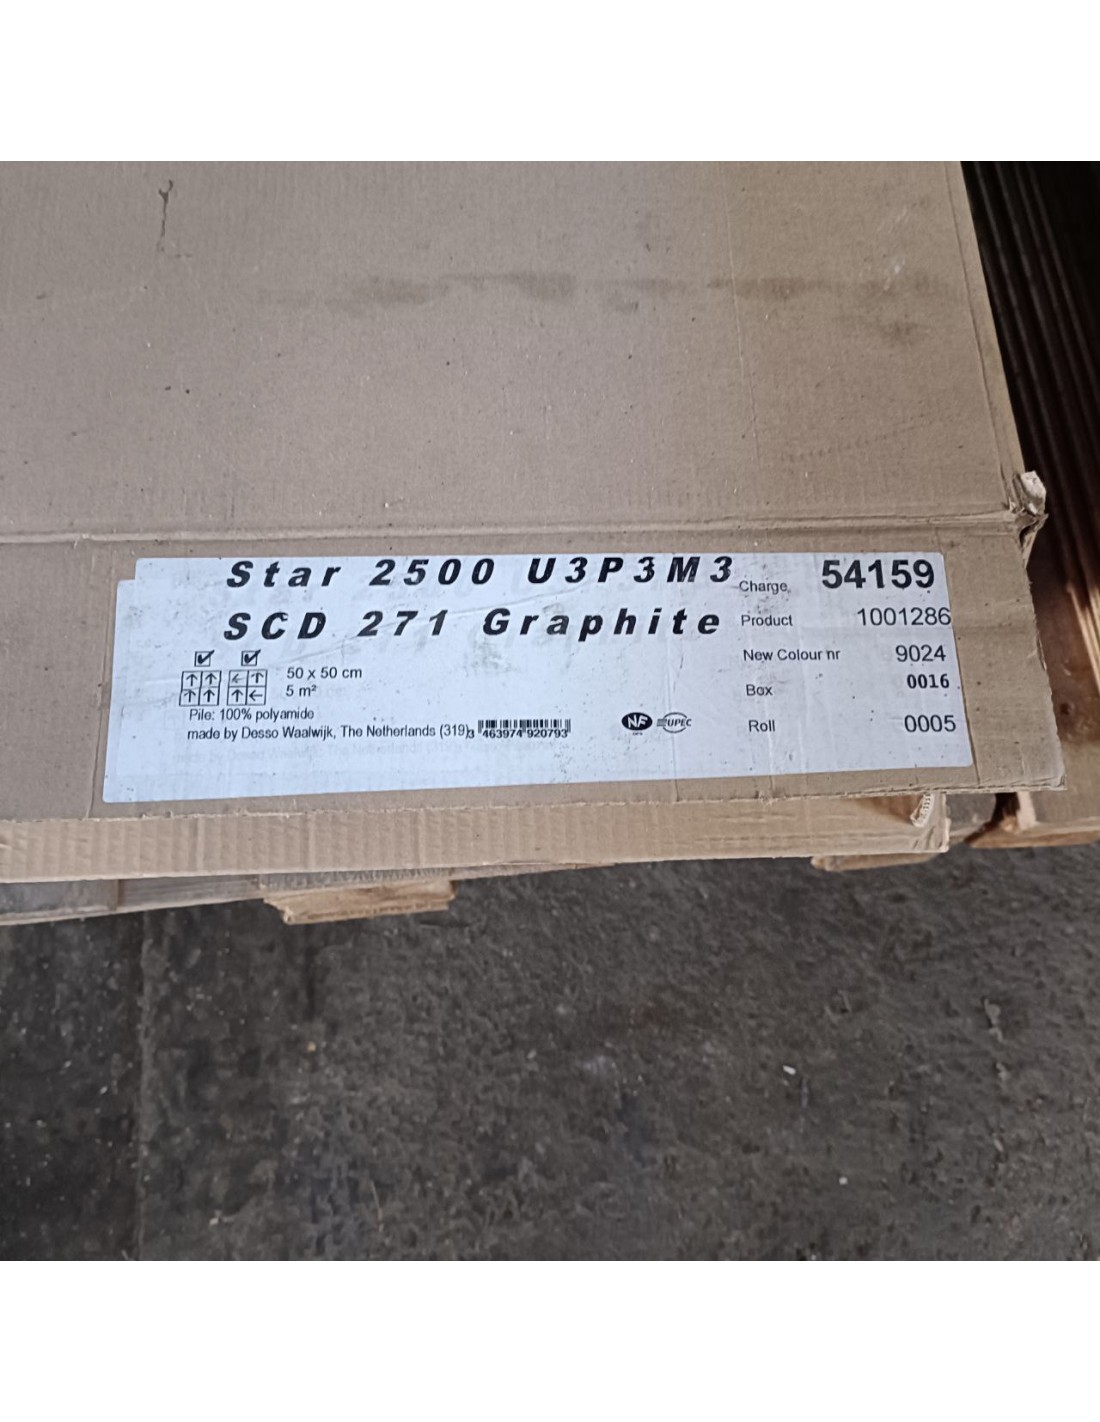 Star 2500 U3P3M3
SCD 271 Graphite
50 x 50 cm
5 m²
Pile: 100% polyamide
made by Desso Waalwijk, The Netherlands (319)
3 463974 920793
NF
UPEC
Charge 54159
Product 1001286
New Colour nr 9024
Box 0016
Roll 0005